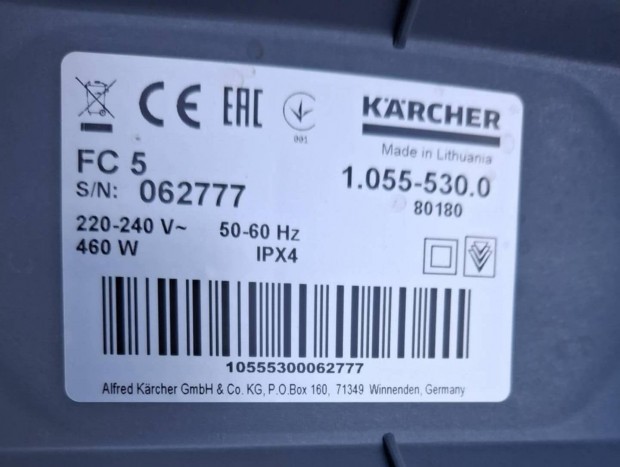 CE EAC
001
KÄRCHER
Made in Lithuania
FC 5
1.055-530.0
S/N: 062777
80180
220-240 V~ 50-60 Hz
460 W IPX4
10555300062777
Alfred Kärcher GmbH & Co. KG, P.O.Box 160, 71349 Winnenden, Germany